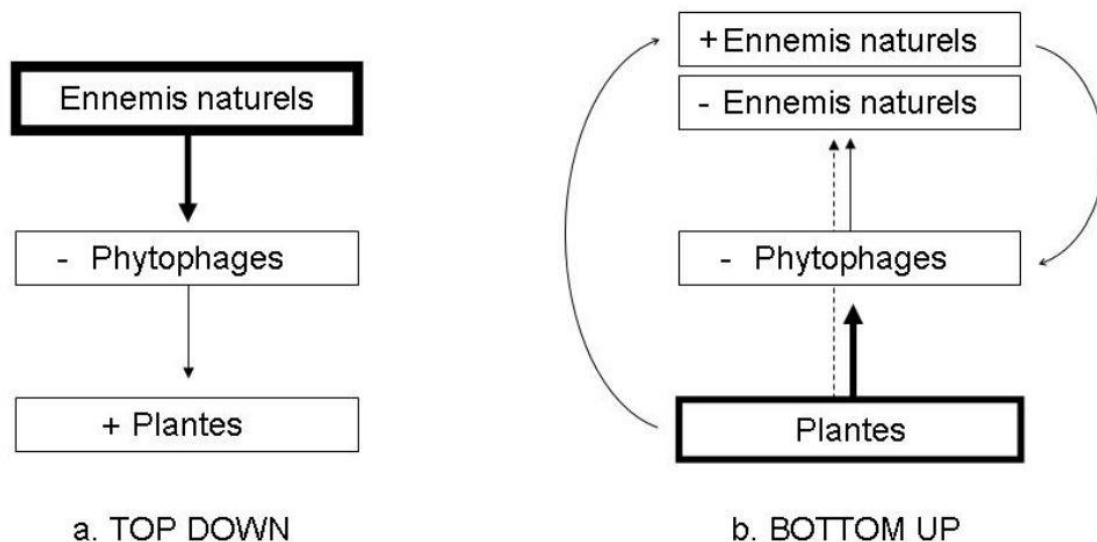 Ennemis naturels
- Phytophages
+ Plantes
a. TOP DOWN
+ Ennemis naturels
- Ennemis naturels
- Phytophages
Plantes
b. BOTTOM UP